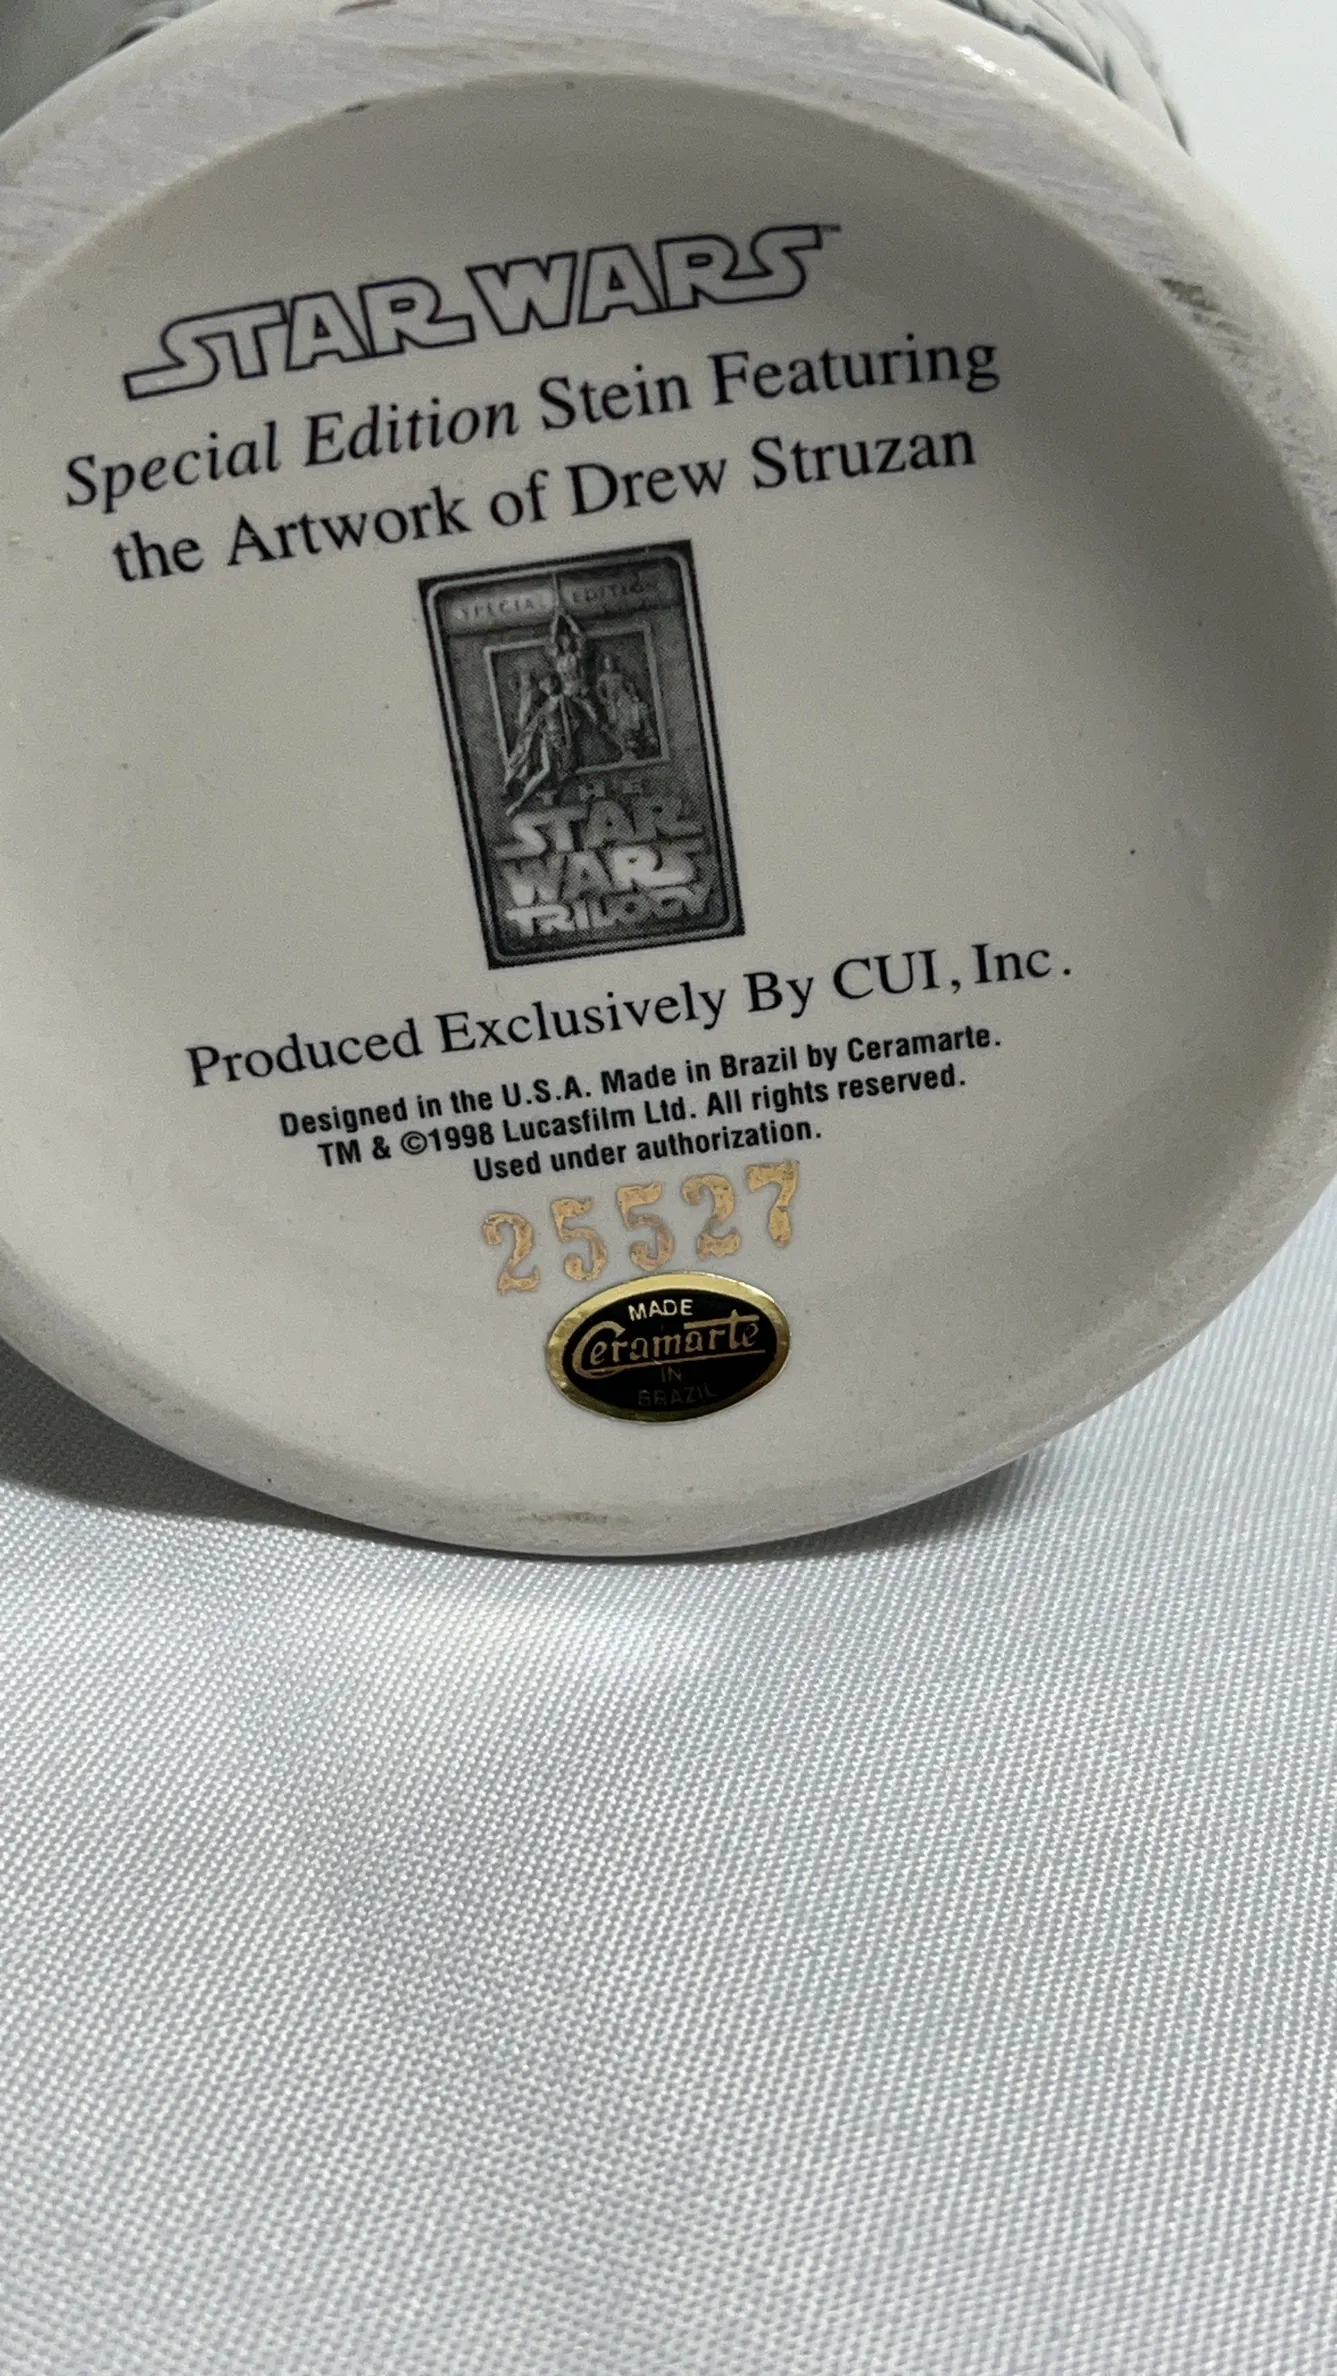 STAR WARS™
Special Edition Stein Featuring
the Artwork of Drew Struzan
SPECIAL EDITION
THE
STAR
WARS
TRILOGY
Produced Exclusively By CUI, Inc.
Designed in the U.S.A. Made in Brazil by Ceramarte.
TM & ©1998 Lucasfilm Ltd. All rights reserved.
Used under authorization.
25527
MADE
Ceramarte
IN
BRAZIL